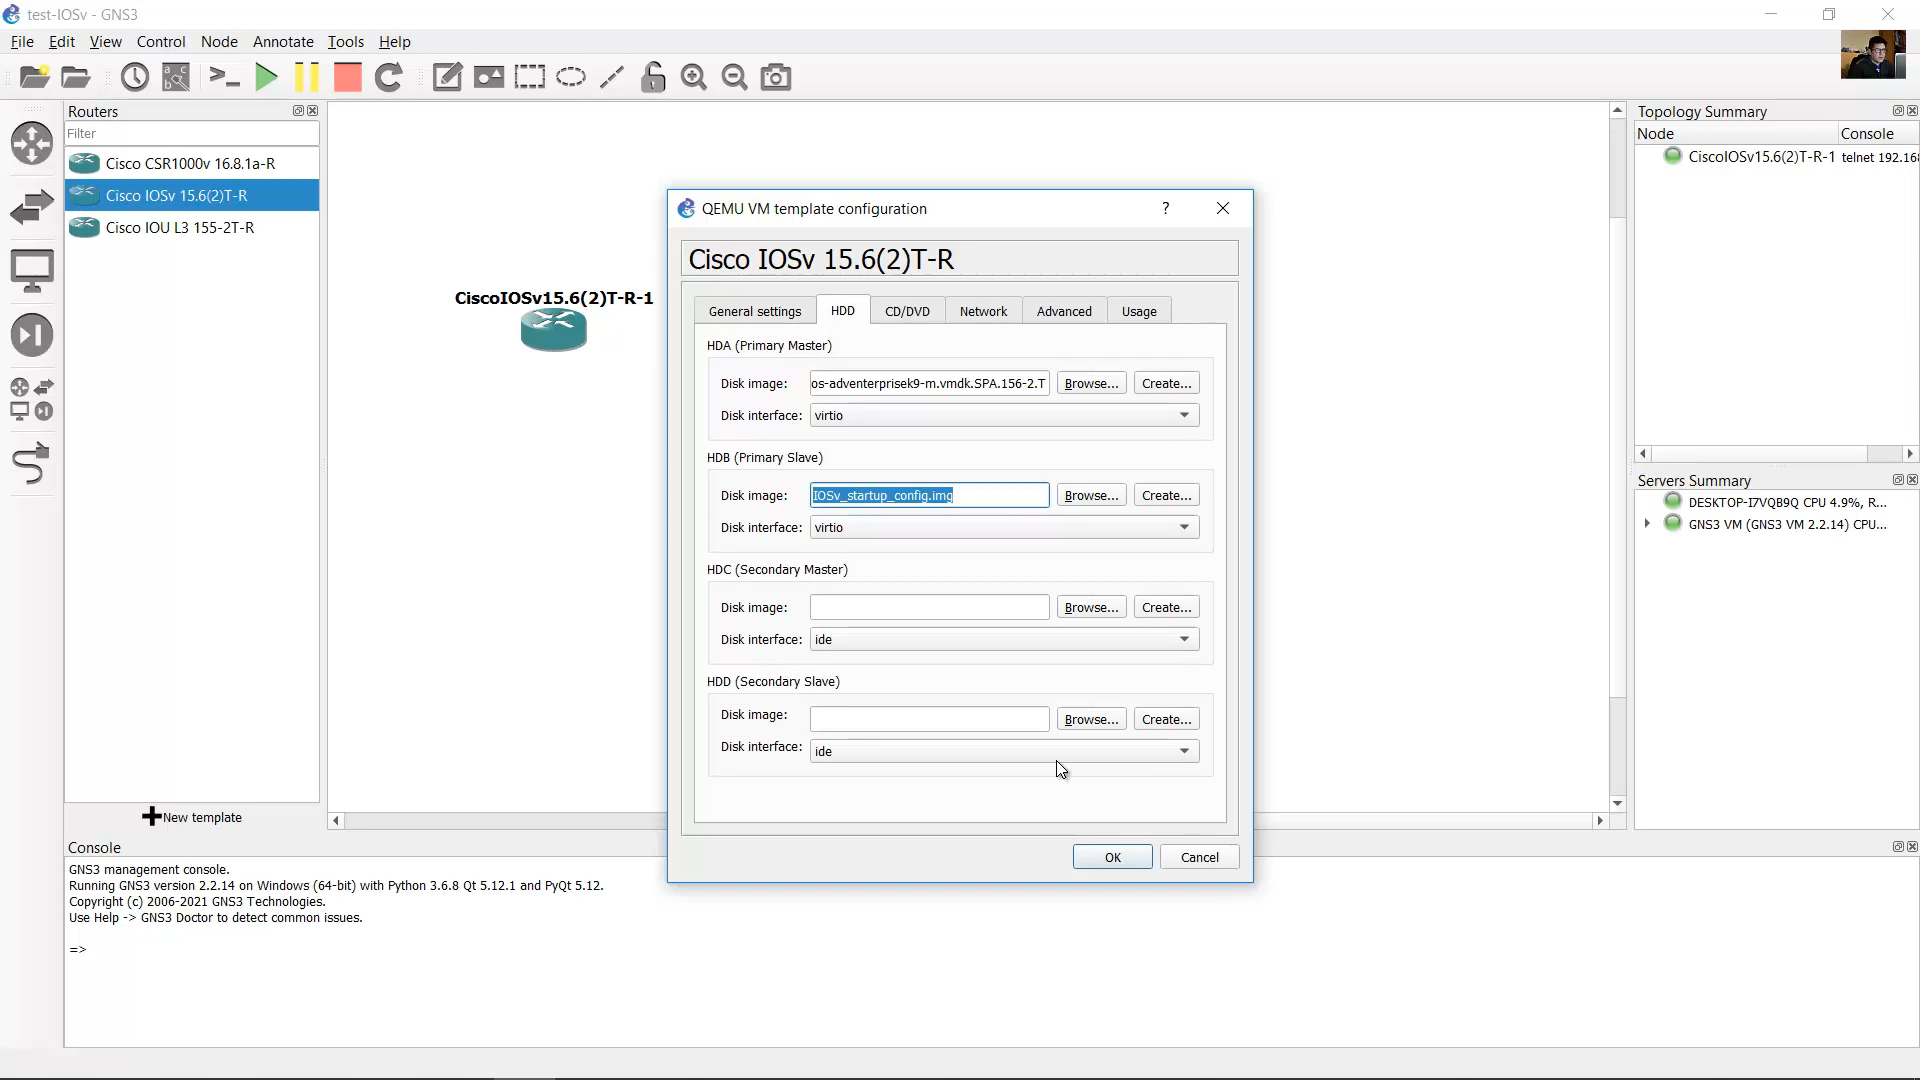 test-IOSv - GNS3
File Edit View Control Node Annotate Tools Help
Routers
Filter
Cisco CSR1000v 16.8.1a-R
Cisco IOSv 15.6(2)T-R
Cisco IOU L3 155-2T-R
New template
CiscoIOSv15.6(2)T-R-1
QEMU VM template configuration
?
Cisco IOSv 15.6(2)T-R
General settings HDD CD/DVD Network Advanced Usage
HDA (Primary Master)
Disk image: os-adventerprisek9-m.vmdk.SPA.156-2.T Browse... Create...
Disk interface: virtio
HDB (Primary Slave)
Disk image: IOSv_startup_config.img Browse... Create...
Disk interface: virtio
HDC (Secondary Master)
Disk image: Browse... Create...
Disk interface: ide
HDD (Secondary Slave)
Disk image: Browse... Create...
Disk interface: ide
OK Cancel
Topology Summary
Node Console
CiscoIOSv15.6(2)T-R-1 telnet 192.168
Servers Summary
DESKTOP-I7VQB9Q CPU 4.9%, R...
GNS3 VM (GNS3 VM 2.2.14) CPU...
Console
GNS3 management console.
Running GNS3 version 2.2.14 on Windows (64-bit) with Python 3.6.8 Qt 5.12.1 and PyQt 5.12.
Copyright (c) 2006-2021 GNS3 Technologies.
Use Help -> GNS3 Doctor to detect common issues.
=>